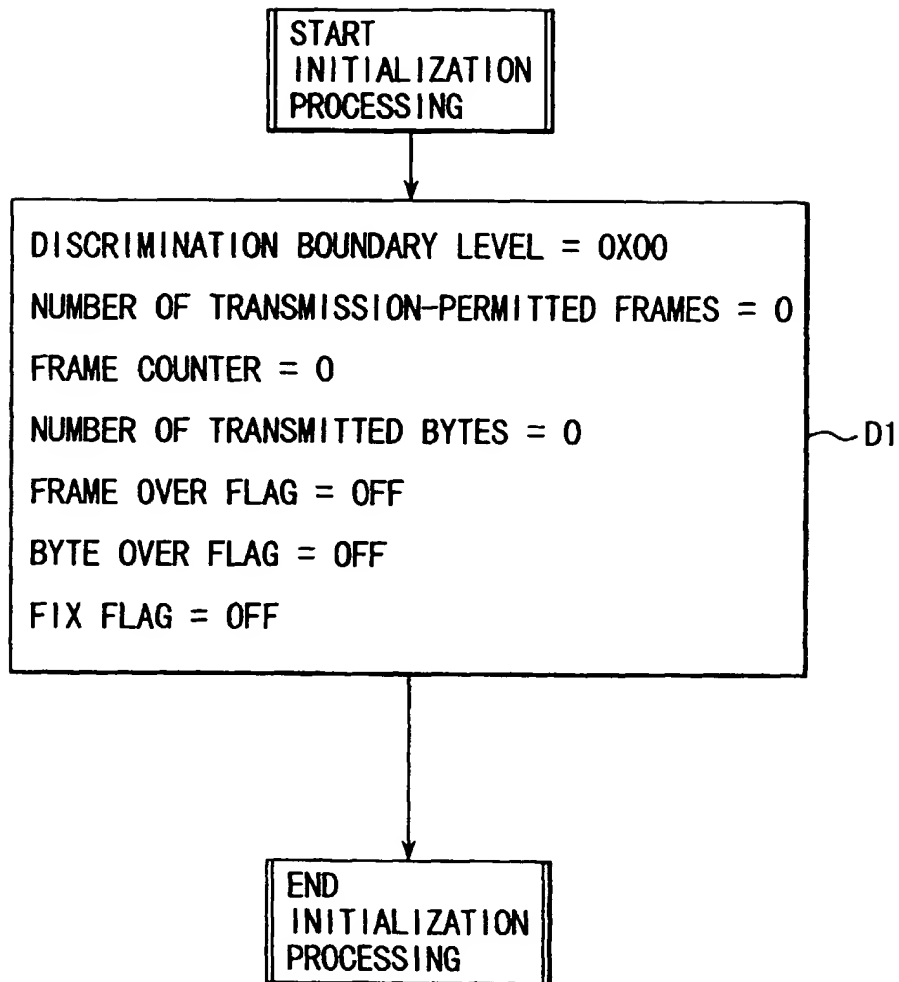 START
INITIALIZATION
PROCESSING
DISCRIMINATION BOUNDARY LEVEL = 0X00
NUMBER OF TRANSMISSION-PERMITTED FRAMES = 0
FRAME COUNTER = 0
NUMBER OF TRANSMITTED BYTES = 0
FRAME OVER FLAG = OFF
BYTE OVER FLAG = OFF
FIX FLAG = OFF
D1
END
INITIALIZATION
PROCESSING